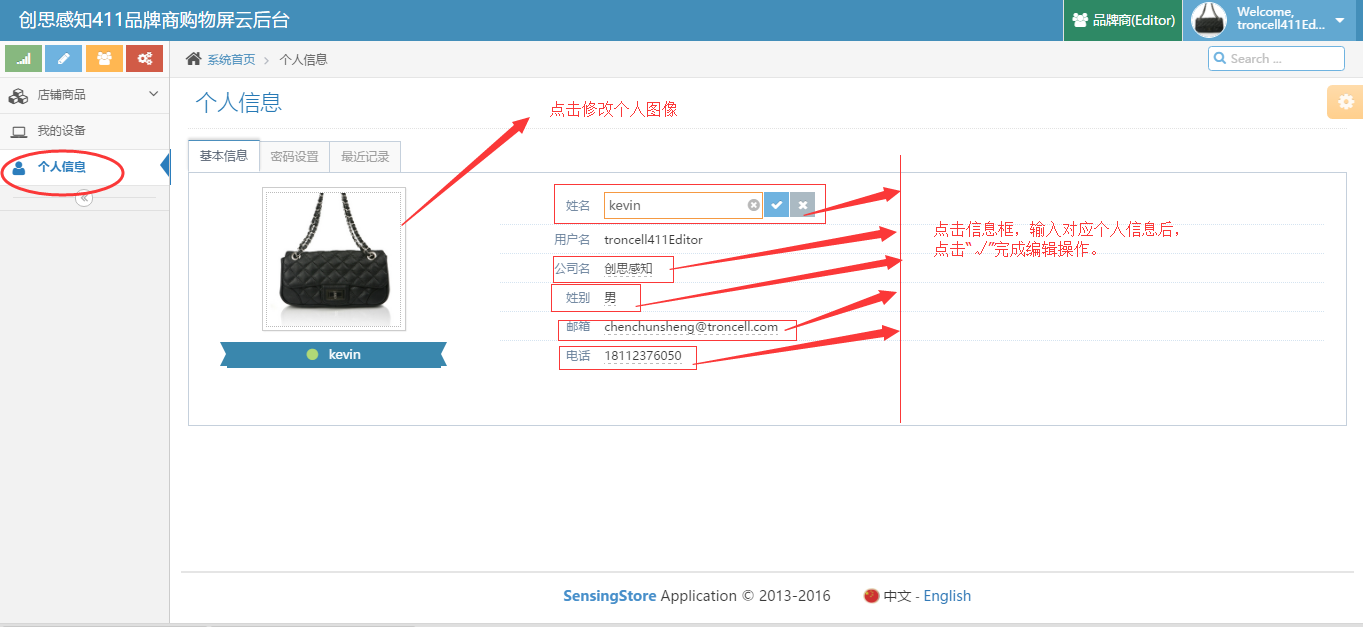 创思感知411品牌商购物屏云后台
品牌商(Editor)
Welcome,
troncell411Ed...
系统首页 › 个人信息
Search ...
店铺商品
我的设备
个人信息
个人信息
点击修改个人图像
基本信息 密码设置 最近记录
姓名 kevin
用户名 troncell411Editor
公司名 创思感知
姓别 男
邮箱 chenchunsheng@troncell.com
电话 18112376050
kevin
点击信息框，输入对应个人信息后，
点击“√”完成编辑操作。
SensingStore Application © 2013-2016 中文 - English